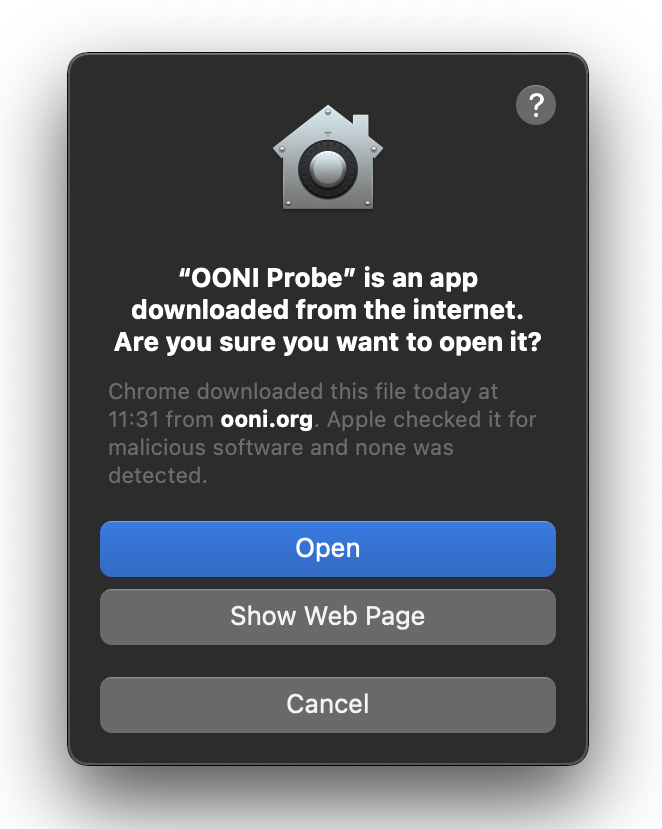 ?
“OONI Probe” is an app
downloaded from the internet.
Are you sure you want to open it?
Chrome downloaded this file today at
11:31 from ooni.org. Apple checked it for
malicious software and none was
detected.
Open
Show Web Page
Cancel